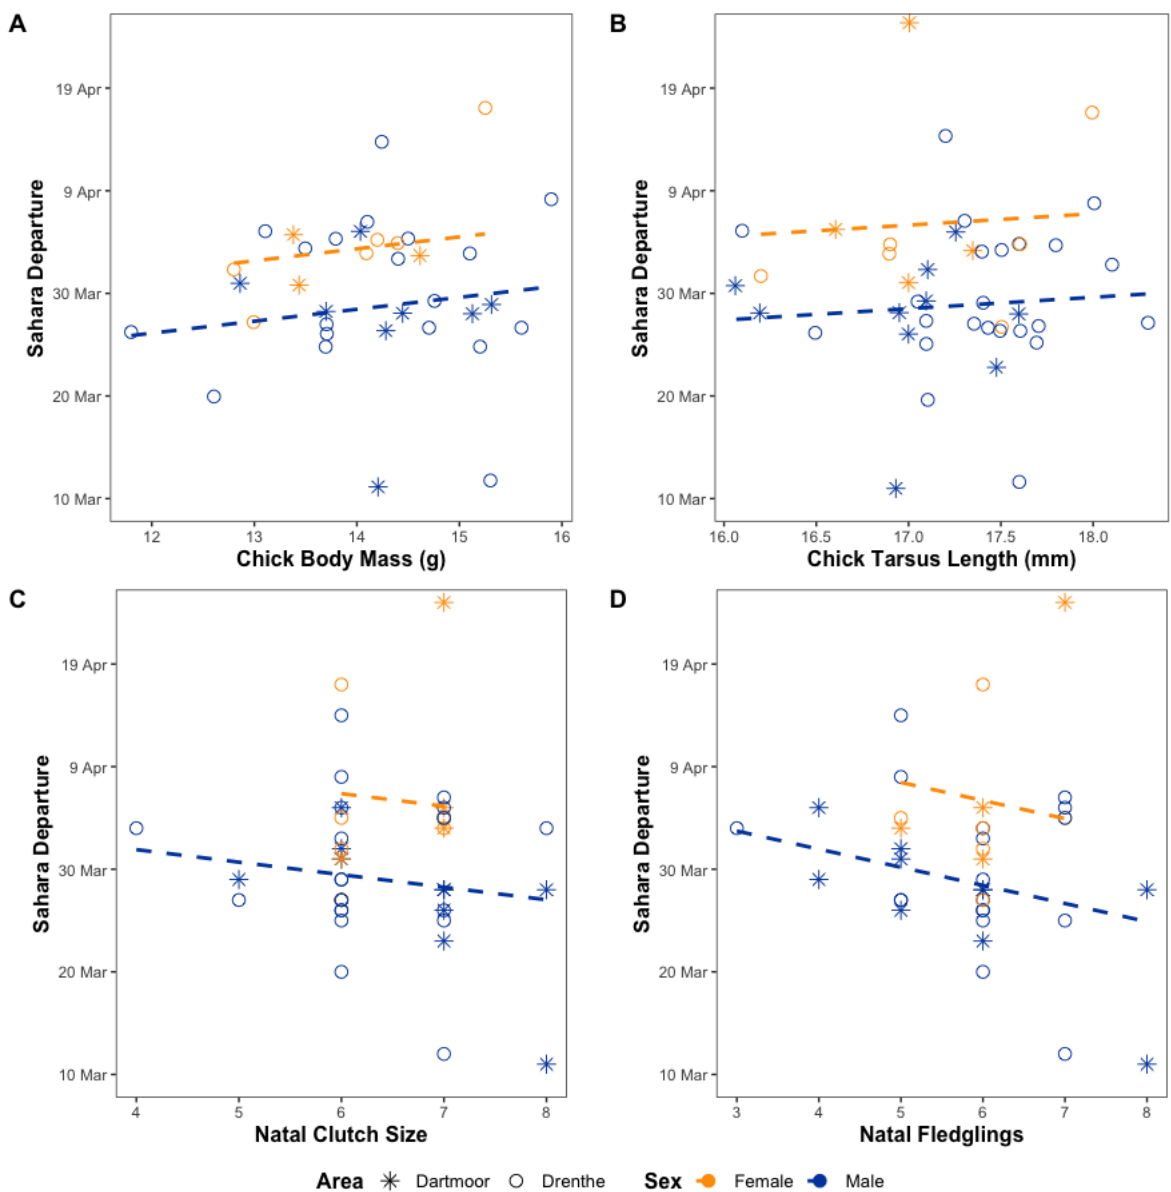 A
Sahara Departure
19 Apr
9 Apr
30 Mar
20 Mar
10 Mar
12 13 14 15 16
Chick Body Mass (g)
B
Sahara Departure
19 Apr
9 Apr
30 Mar
20 Mar
10 Mar
16.0 16.5 17.0 17.5 18.0
Chick Tarsus Length (mm)
C
Sahara Departure
19 Apr
9 Apr
30 Mar
20 Mar
10 Mar
4 5 6 7 8
Natal Clutch Size
D
Sahara Departure
19 Apr
9 Apr
30 Mar
20 Mar
10 Mar
3 4 5 6 7 8
Natal Fledglings
Area Dartmoor Drenthe Sex Female Male